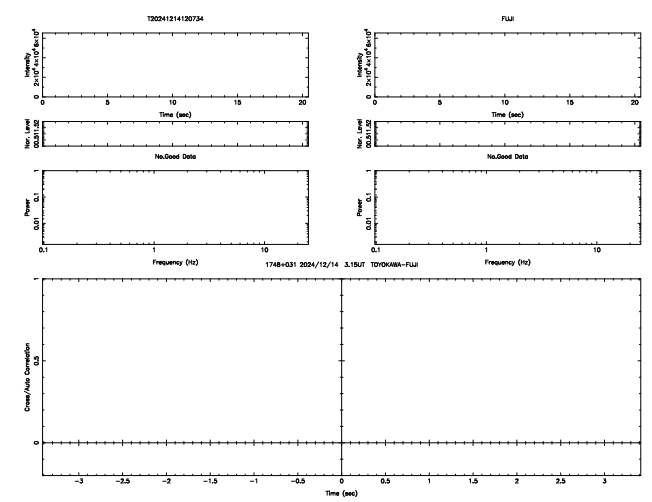 T20241214120734 FUJI
Intensity 0 2×10⁴ 4×10⁴ 6×10⁴ Intensity 0 2×10⁴ 4×10⁴ 6×10⁴
0 5 10 15 20 0 5 10 15 20
Time (sec) Time (sec)
Nor. Level 00.511.52 Nor. Level 00.511.52
No.Good Data No.Good Data
Power 0.01 0.1 1 Power 0.01 0.1 1
0.1 1 10 0.1 1 10
Frequency (Hz) Frequency (Hz)
1748+031 2024/12/14 3.15UT TOYOKAWA-FUJI
Cross/Auto Correlation 0 0.5 1
-3 -2.5 -2 -1.5 -1 -0.5 0 0.5 1 1.5 2 2.5 3
Time (sec)